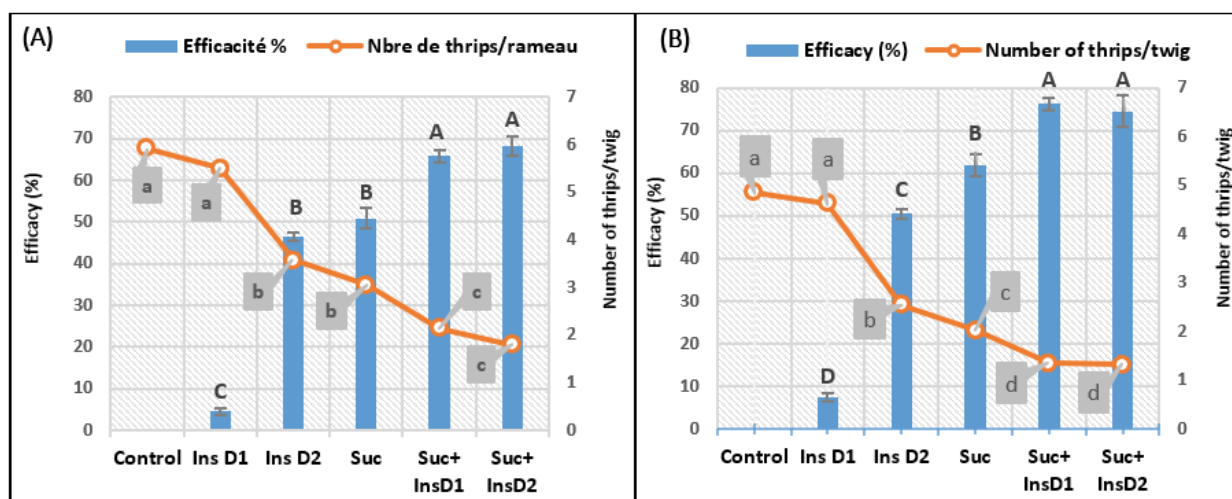 (A)
Efficacité % Nbre de thrips/rameau
Efficacy (%)
80
70
60
50
40
30
20
10
0
a
a
b
b
c
c
C
B
B
A
A
7
6
5
4
3
2
1
0
Number of thrips/twig
Control Ins D1 Ins D2 Suc Suc+ Suc+
InsD1 InsD2
(B)
Efficacy (%) Number of thrips/twig
Efficacy (%)
80
70
60
50
40
30
20
10
0
a
a
b
c
d
d
D
C
B
A
A
7
6
5
4
3
2
1
0
Number of thrips/twig
Control Ins D1 Ins D2 Suc Suc+ Suc+
InsD1 InsD2